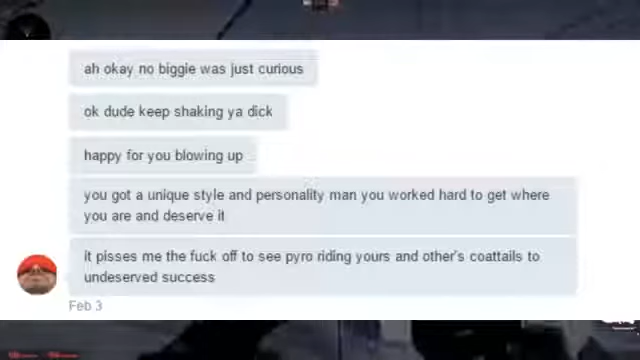 ah okay no biggie was just curious
ok dude keep shaking ya dick
happy for you blowing up
you got a unique style and personality man you worked hard to get where
you are and deserve it
it pisses me the fuck off to see pyro riding yours and other's coattails to
undeserved success
Feb 3